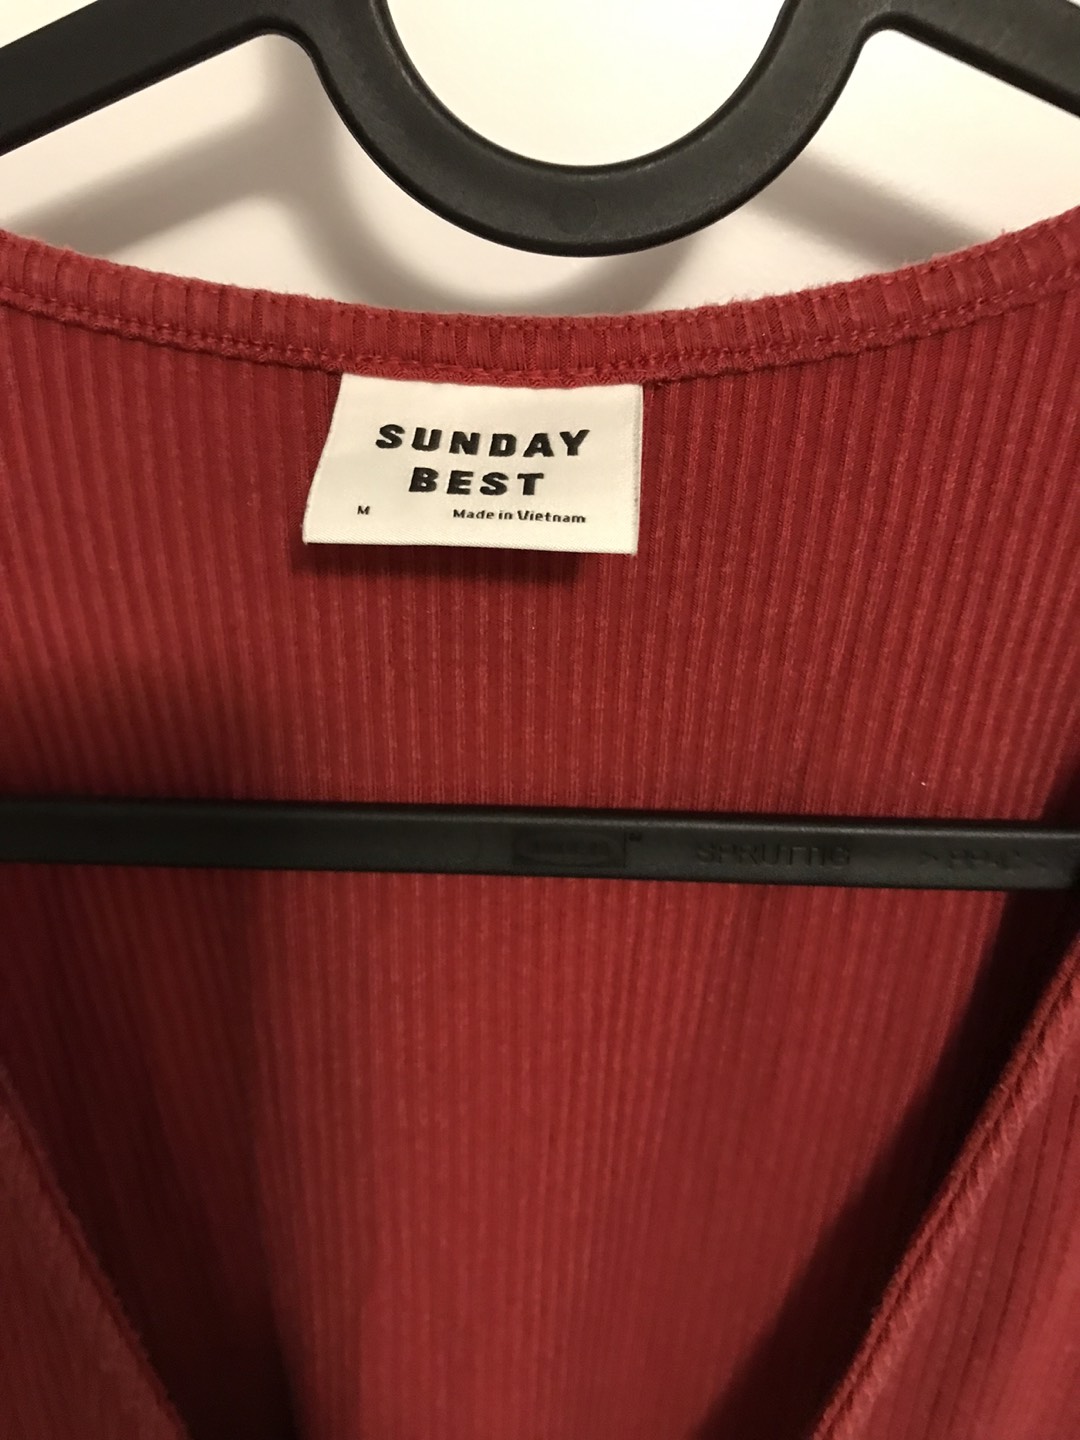 SUNDAY
BEST
M Made in Vietnam
SPRUTTIG